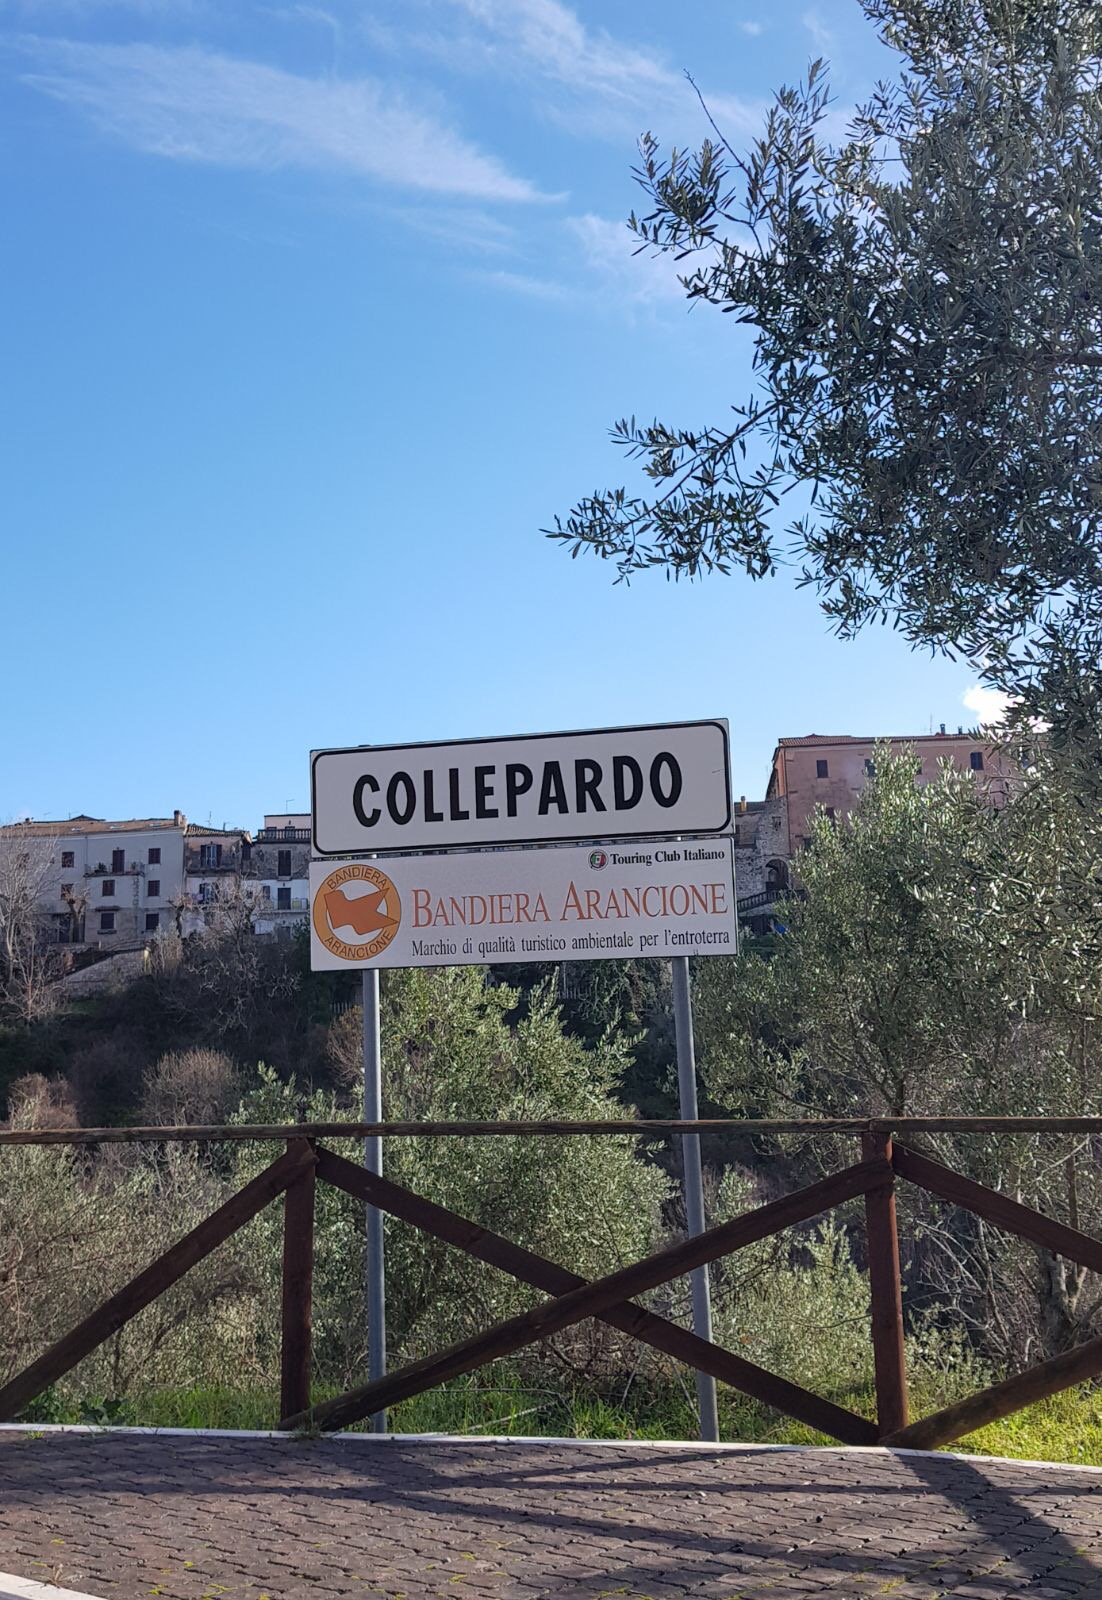 COLLEPARDO
Touring Club Italiano
BANDIERA
ARANCIONE
BANDIERA ARANCIONE
Marchio di qualità turistico ambientale per l'entroterra